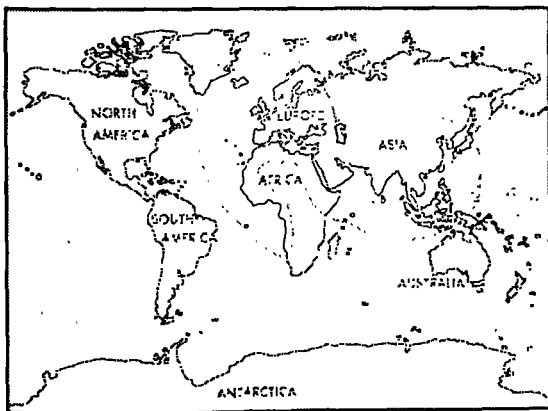 NORTH
AMERICA
EUROPE
ASIA
AFRICA
SOUTH
AMERICA
AUSTRALIA
ANTARCTICA